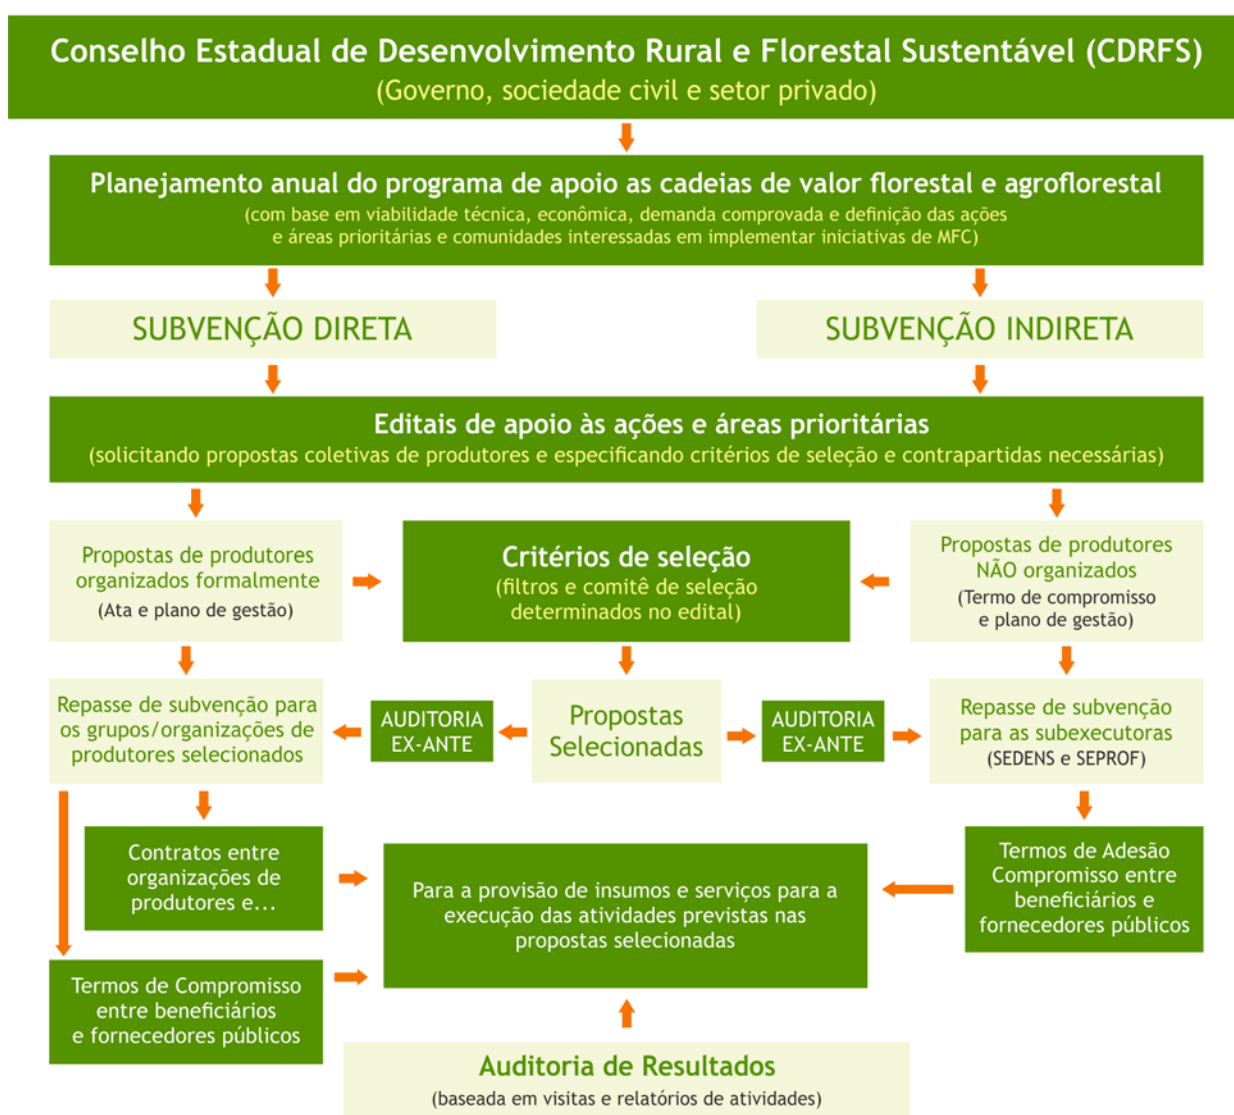 Conselho Estadual de Desenvolvimento Rural e Florestal Sustentável (CDRFS)
(Governo, sociedade civil e setor privado)
Planejamento anual do programa de apoio as cadeias de valor florestal e agroflorestal
(com base em viabilidade técnica, econômica, demanda comprovada e definição das ações
e áreas prioritárias e comunidades interessadas em implementar iniciativas de MFC)
SUBVENÇÃO DIRETA
SUBVENÇÃO INDIRETA
Editais de apoio às ações e áreas prioritárias
(solicitando propostas coletivas de produtores e especificando critérios de seleção e contrapartidas necessárias)
Propostas de produtores
organizados formalmente
(Ata e plano de gestão)
Critérios de seleção
(filtros e comitê de seleção
determinados no edital)
Propostas de produtores
NÃO organizados
(Termo de compromisso
e plano de gestão)
Repasse de subvenção para
os grupos/organizações de
produtores selecionados
AUDITORIA
EX-ANTE
Propostas
Selecionadas
AUDITORIA
EX-ANTE
Repasse de subvenção
para as subexecutoras
(SEDENS e SEPROF)
Contratos entre
organizações de
produtores e...
Para a provisão de insumos e serviços para a
execução das atividades previstas nas
propostas selecionadas
Termos de Adesão
Compromisso entre
beneficiários e
fornecedores públicos
Termos de Compromisso
entre beneficiários
e fornecedores públicos
Auditoria de Resultados
(baseada em visitas e relatórios de atividades)